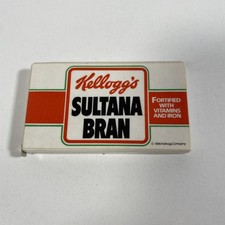 Kellogg's
SULTANA
BRAN
FORTIFIED
WITH
VITAMINS
AND IRON